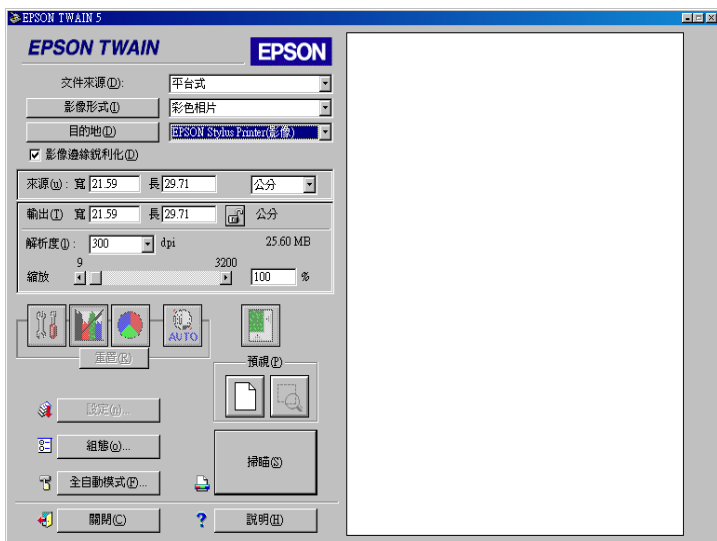 EPSON TWAIN 5
EPSON TWAIN
EPSON
文件來源(D): 平台式
影像形式(I) 彩色相片
目的地(D) EPSON Stylus Printer(影像)
影像邊緣銳利化(D)
來源(u): 寬 21.59 長 29.71 公分
輸出(T) 寬 21.59 長 29.71 公分
解析度(I): 300 dpi 25.60 MB
9 3200
縮放 100 %
AUTO
重置(R)
預視(P)
設定(n)...
組態(o)...
掃瞄(S)
全自動模式(F)...
關閉(C) 說明(H)